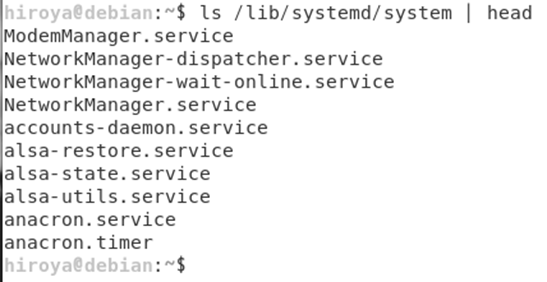 hiroya@debian:~$ ls /lib/systemd/system | head
ModemManager.service
NetworkManager-dispatcher.service
NetworkManager-wait-online.service
NetworkManager.service
accounts-daemon.service
alsa-restore.service
alsa-state.service
alsa-utils.service
anacron.service
anacron.timer
hiroya@debian:~$